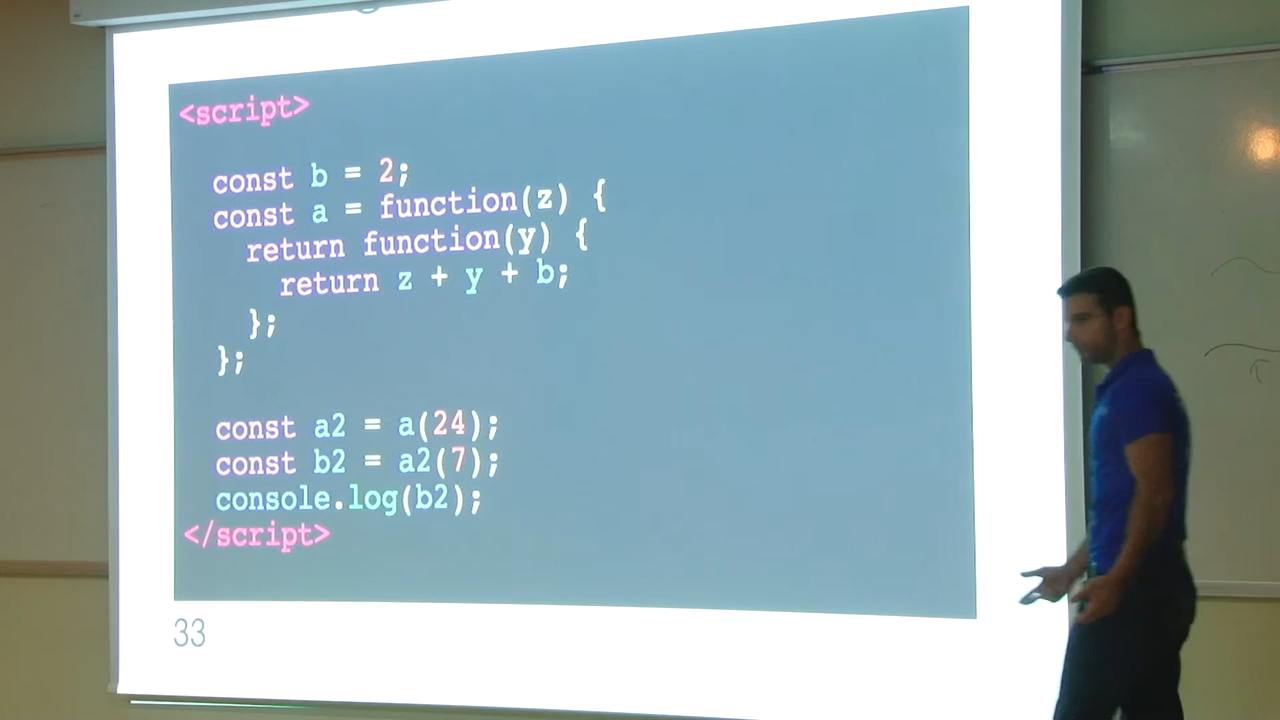 <script>
const b = 2;
const a = function(z) {
return function(y) {
return z + y + b;
};
};
const a2 = a(24);
const b2 = a2(7);
console.log(b2);
</script>
33